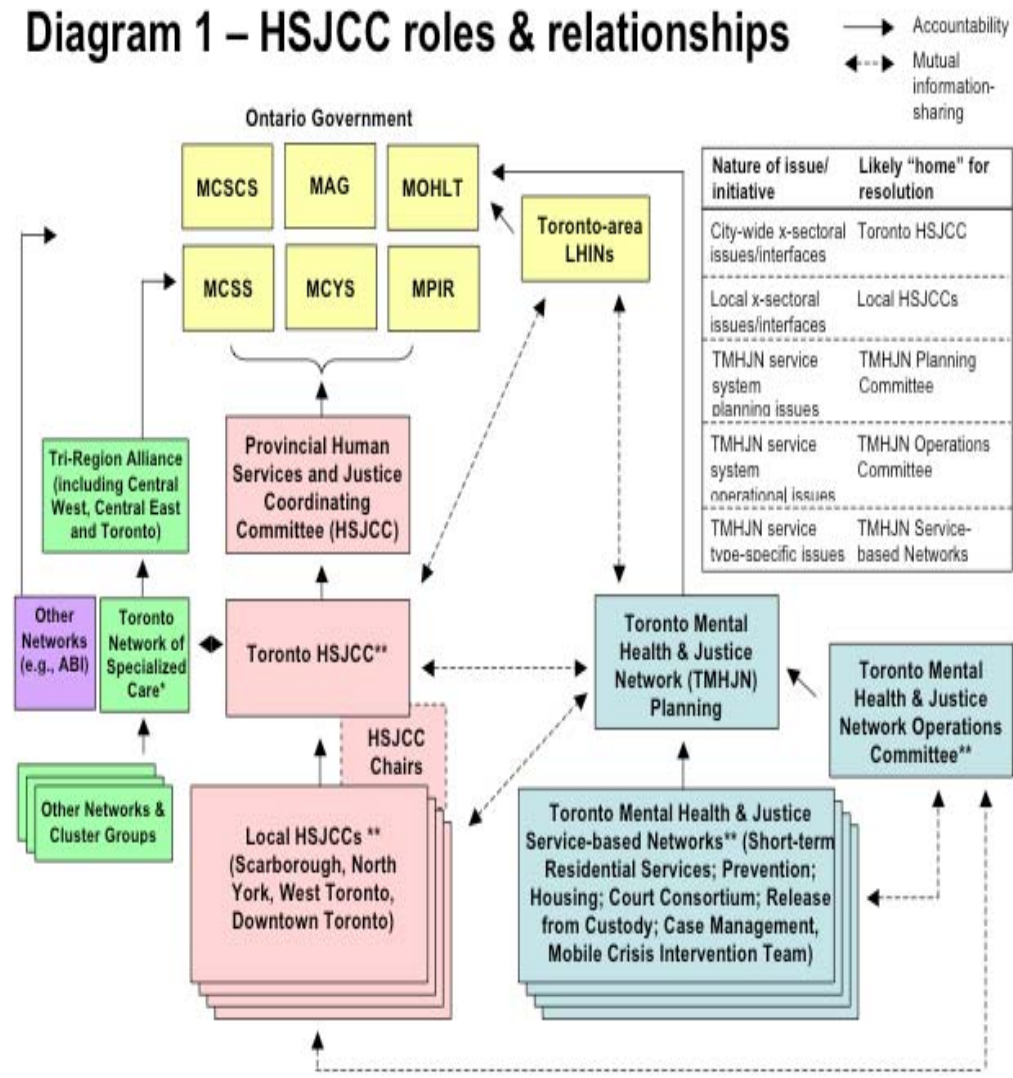 Diagram 1 – HSJCC roles & relationships
Accountability
Mutual
information-
sharing
Ontario Government
MCSCS
MAG
MOHLT
MCSS
MCYS
MPIR
Toronto-area
LHINs
Nature of issue/
initiative
Likely “home” for
resolution
City-wide x-sectoral
issues/interfaces
Toronto HSJCC
Local x-sectoral
issues/interfaces
Local HSJCCs
TMHJN service
system
planning issues
TMHJN Planning
Committee
TMHJN service
system
operational issues
TMHJN Operations
Committee
TMHJN service
type-specific issues
TMHJN Service-
based Networks
Tri-Region Alliance
(including Central
West, Central East
and Toronto)
Provincial Human
Services and Justice
Coordinating
Committee (HSJCC)
Other
Networks
(e.g., ABI)
Toronto
Network of
Specialized
Care*
Toronto HSJCC**
Toronto Mental
Health & Justice
Network (TMHJN)
Planning
Toronto Mental
Health & Justice
Network Operations
Committee**
HSJCC
Chairs
Other Networks &
Cluster Groups
Local HSJCCs **
(Scarborough, North
York, West Toronto,
Downtown Toronto)
Toronto Mental Health & Justice
Service-based Networks** (Short-term
Residential Services; Prevention;
Housing; Court Consortium; Release
from Custody; Case Management,
Mobile Crisis Intervention Team)